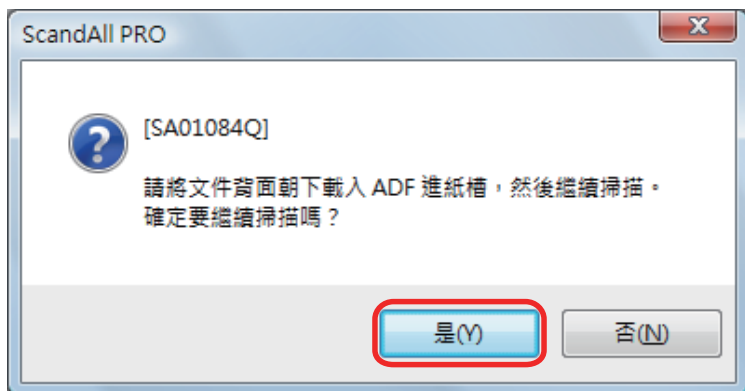 ScandAll PRO
[SA01084Q]
請將文件背面朝下載入 ADF 進紙槽，然後繼續掃描。
確定要繼續掃描嗎？
是(Y)
否(N)